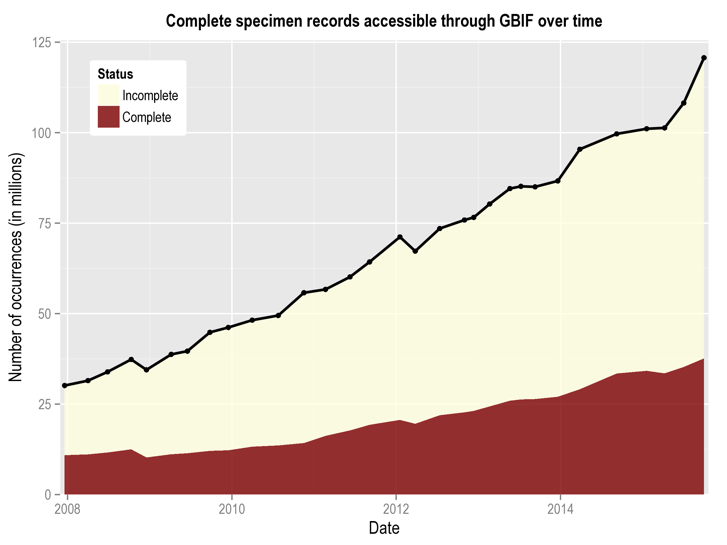 Complete specimen records accessible through GBIF over time
Number of occurrences (in millions)
125
100
75
50
25
0
Status
Incomplete
Complete
2008
2010
2012
2014
Date